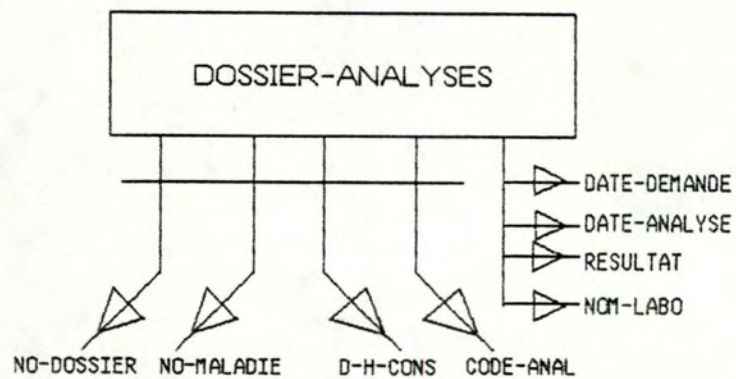 DOSSIER-ANALYSES
DATE-DEMANDE
DATE-ANALYSE
RESULTAT
NOM-LABO
NO-DOSSIER NO-MALADIE D-H-CONS CODE-ANAL